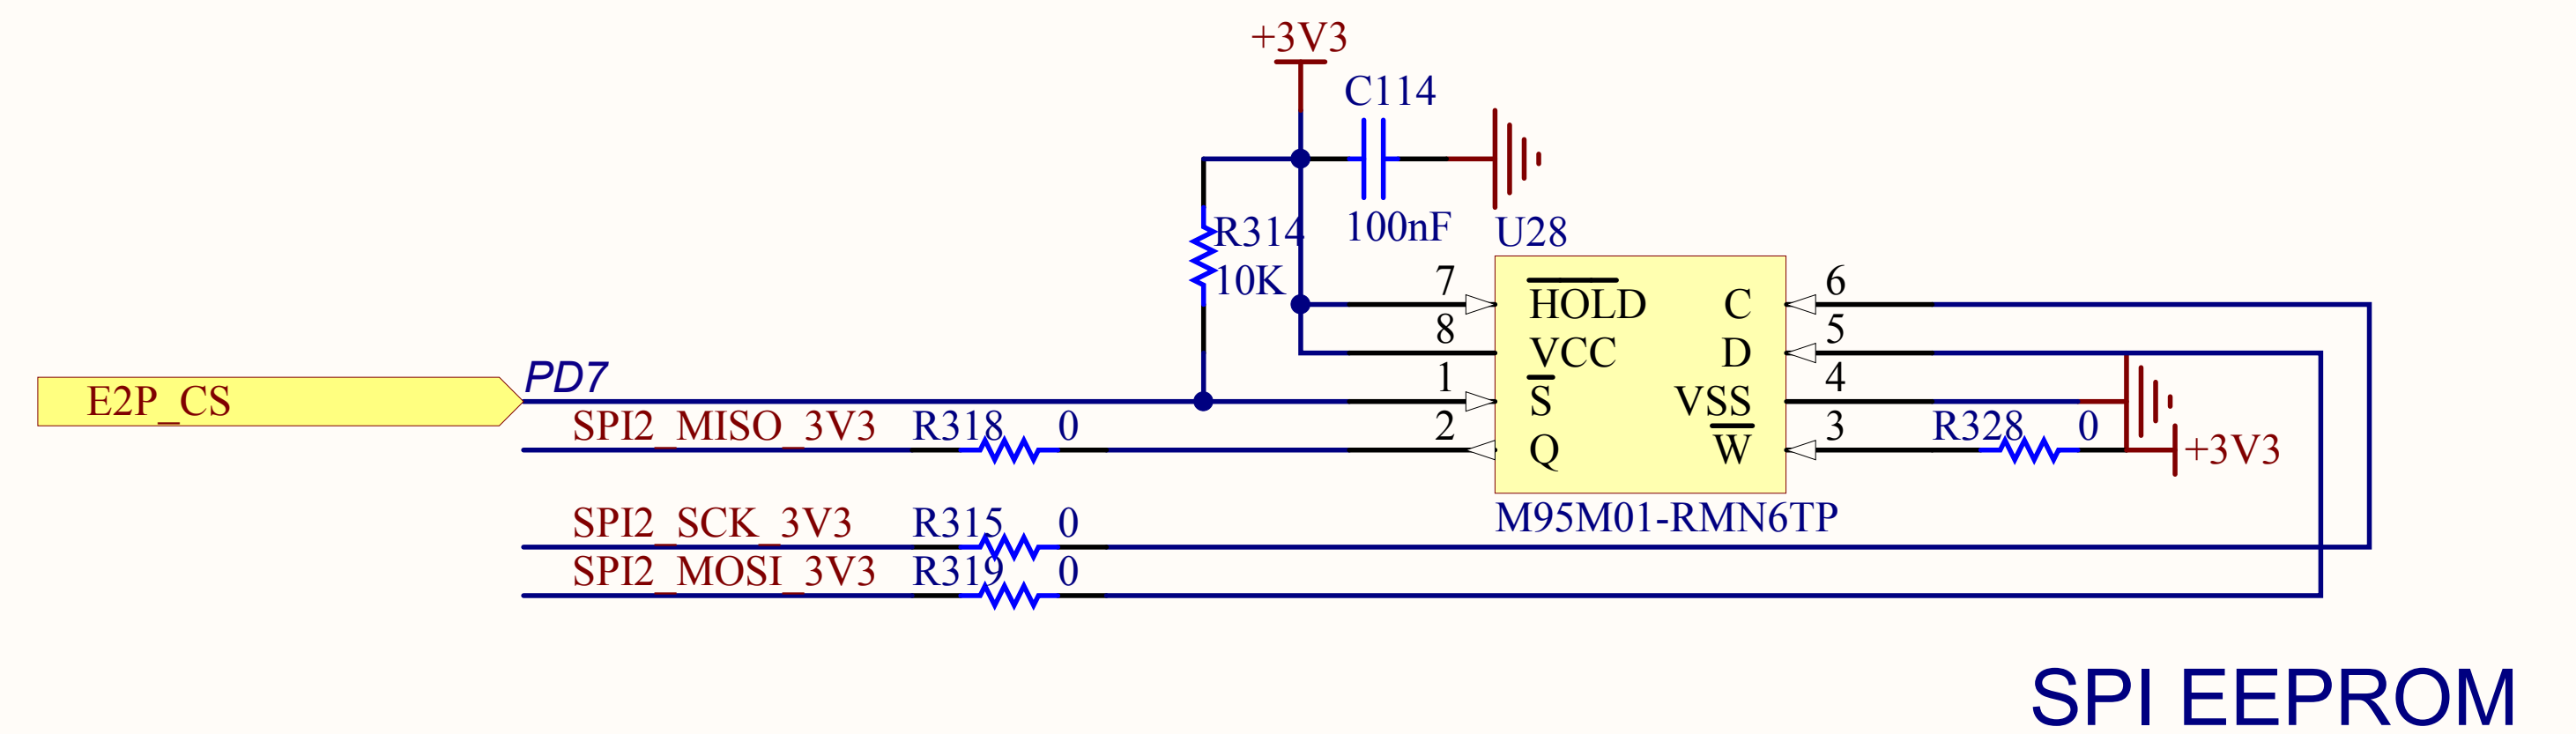 +3V3
C114
R314 100nF U28
10K
7 HOLD C 6
8 VCC D 5
PD7
E2P_CS
1 S VSS 4
SPI2_MISO_3V3 R318 0
2 Q W 3
R328 0
+3V3
SPI2_SCK_3V3 R315 0
M95M01-RMN6TP
SPI2_MOSI_3V3 R319 0
SPI EEPROM